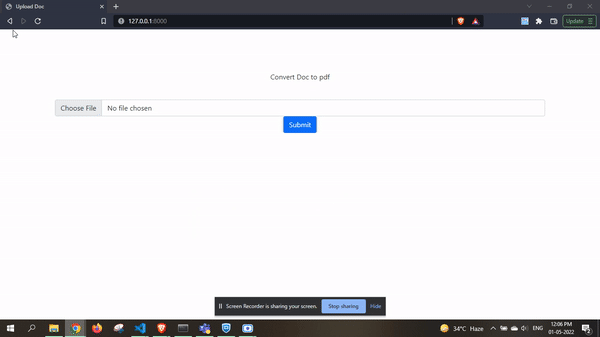 Upload Doc
127.0.0.1:8000
Update
Convert Doc to pdf
Choose File No file chosen
Submit
Screen Recorder is sharing your screen. Stop sharing Hide
34°C Haze ENG 12:06 PM
01-05-2022
2